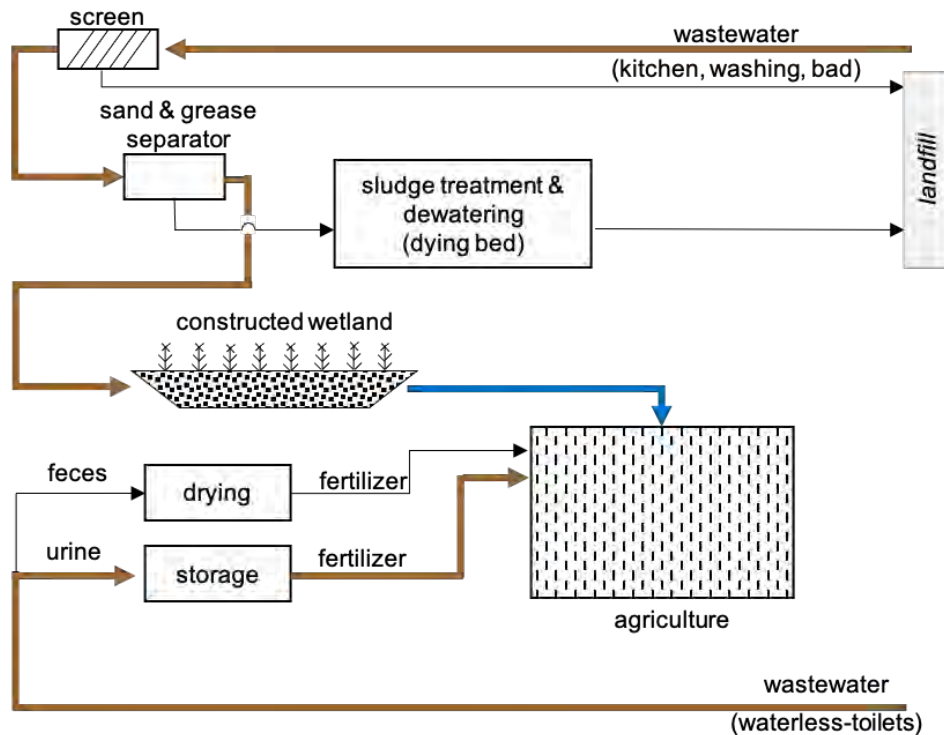 screen
wastewater
(kitchen, washing, bad)
landfill
sand & grease
separator
sludge treatment &
dewatering
(dying bed)
constructed wetland
feces
drying
fertilizer
urine
storage
fertilizer
agriculture
wastewater
(waterless-toilets)